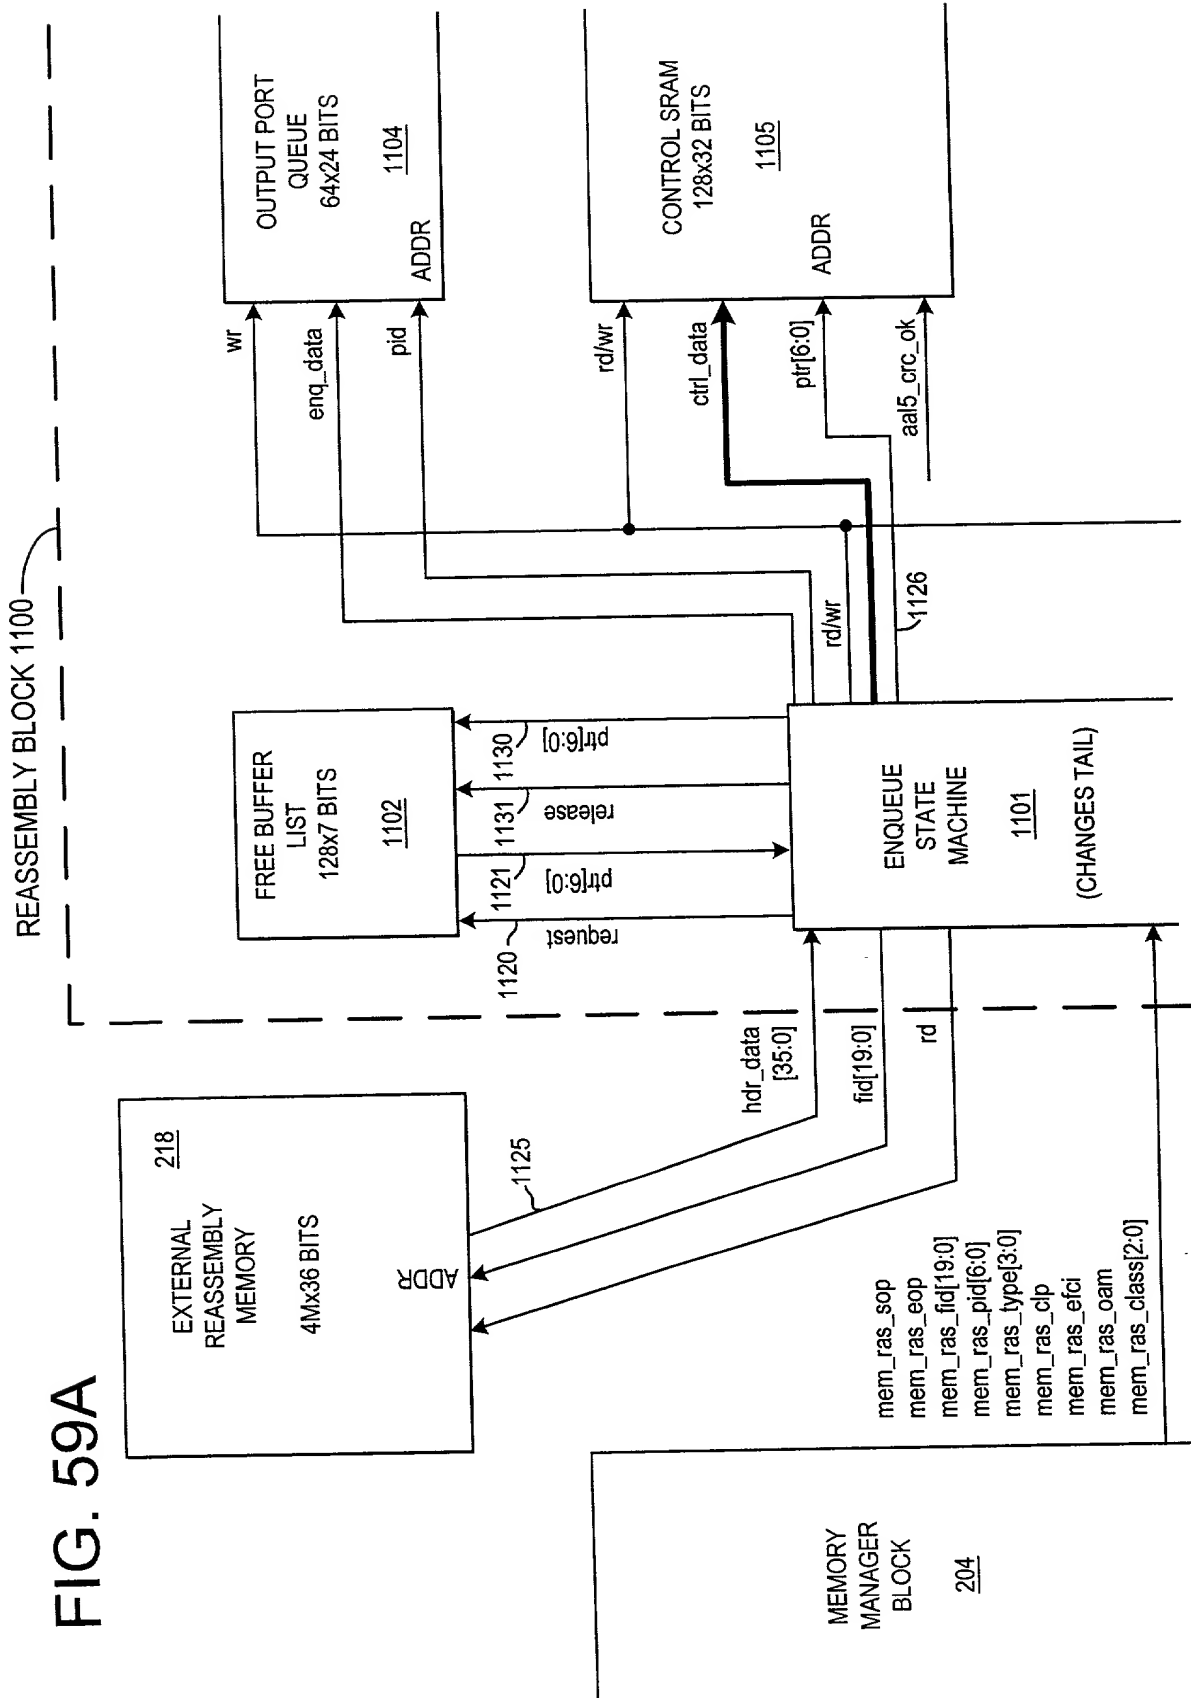 FIG. 59A
REASSEMBLY BLOCK 1100
218
EXTERNAL
REASSEMBLY
MEMORY
4Mx36 BITS
ADDR
1125
hdr_data
[35:0]
fid[19:0]
rd
FREE BUFFER
LIST
128x7 BITS
1102
1120
request
1121
ptr[6:0]
1131
release
1130
ptr[6:0]
OUTPUT PORT
QUEUE
64x24 BITS
1104
ADDR
wr
enq_data
pid
CONTROL SRAM
128x32 BITS
1105
ADDR
rd/wr
ctrl_data
ptr[6:0]
aal5_crc_ok
rd/wr
1126
ENQUEUE
STATE
MACHINE
1101
(CHANGES TAIL)
mem_ras_sop
mem_ras_eop
mem_ras_fid[19:0]
mem_ras_pid[6:0]
mem_ras_type[3:0]
mem_ras_clp
mem_ras_efci
mem_ras_oam
mem_ras_class[2:0]
MEMORY
MANAGER
BLOCK
204